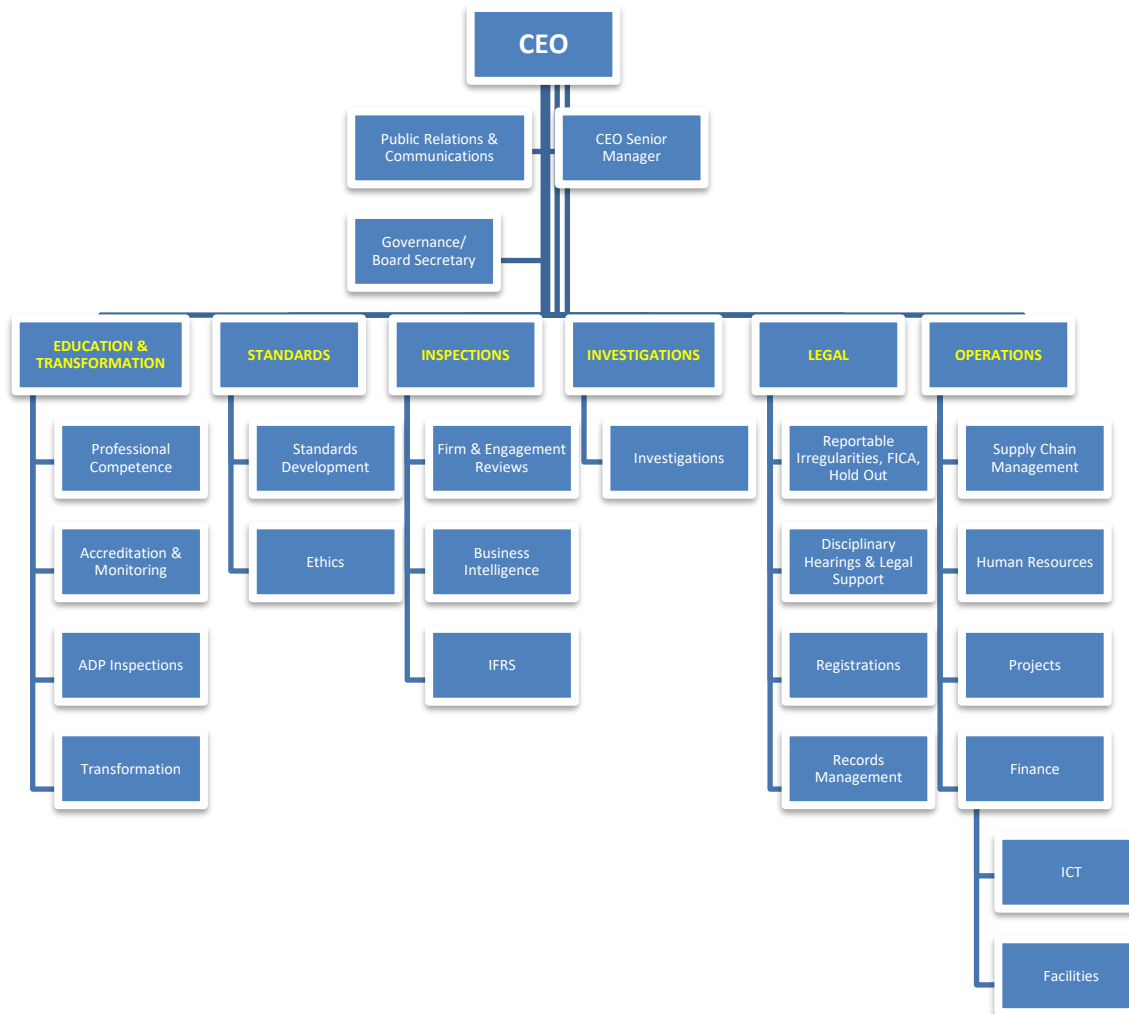 CEO
Public Relations &
Communications
CEO Senior
Manager
Governance/
Board Secretary
EDUCATION &
TRANSFORMATION
STANDARDS
INSPECTIONS
INVESTIGATIONS
LEGAL
OPERATIONS
Professional
Competence
Standards
Development
Firm & Engagement
Reviews
Investigations
Reportable
Irregularities, FICA,
Hold Out
Supply Chain
Management
Accreditation &
Monitoring
Ethics
Business
Intelligence
Disciplinary
Hearings & Legal
Support
Human Resources
ADP Inspections
IFRS
Registrations
Projects
Transformation
Records
Management
Finance
ICT
Facilities